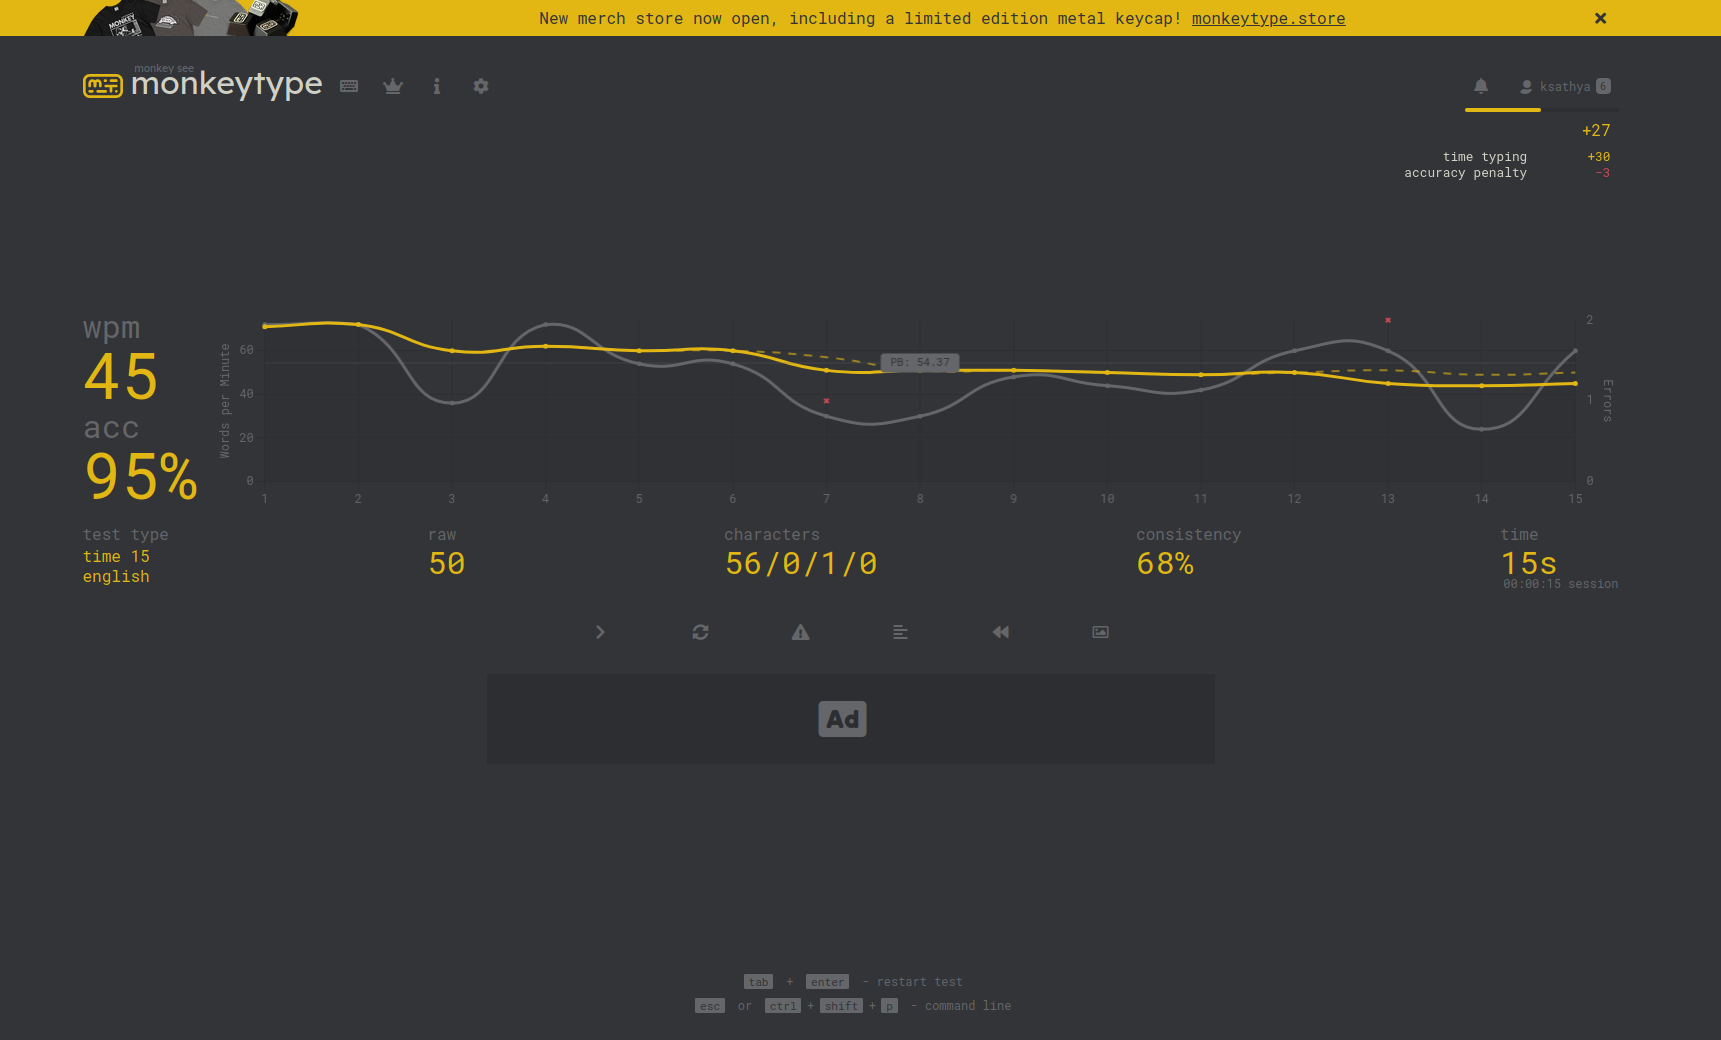 New merch store now open, including a limited edition metal keycap! monkeytype.store
monkey see
monkeytype
ksathya 6
+27
time typing +30
accuracy penalty -3
wpm
45
acc
95%
Words per Minute
60
40
20
0
PB: 54.37
2
1
0
Errors
1 2 3 4 5 6 7 8 9 10 11 12 13 14 15
test type
time 15
english
raw
50
characters
56/0/1/0
consistency
68%
time
15s
00:00:15 session
Ad
tab + enter - restart test
esc or ctrl + shift + p - command line